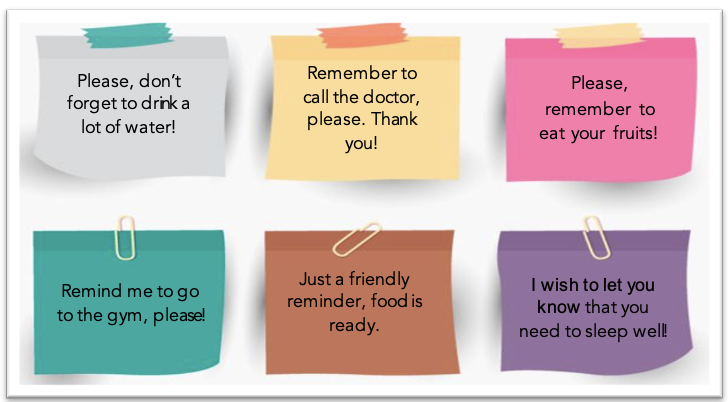 Please, don't
forget to drink a
lot of water!
Remember to
call the doctor,
please. Thank
you!
Please,
remember to
eat your fruits!
Remind me to go
to the gym, please!
Just a friendly
reminder, food is
ready.
I wish to let you
know that you
need to sleep well!